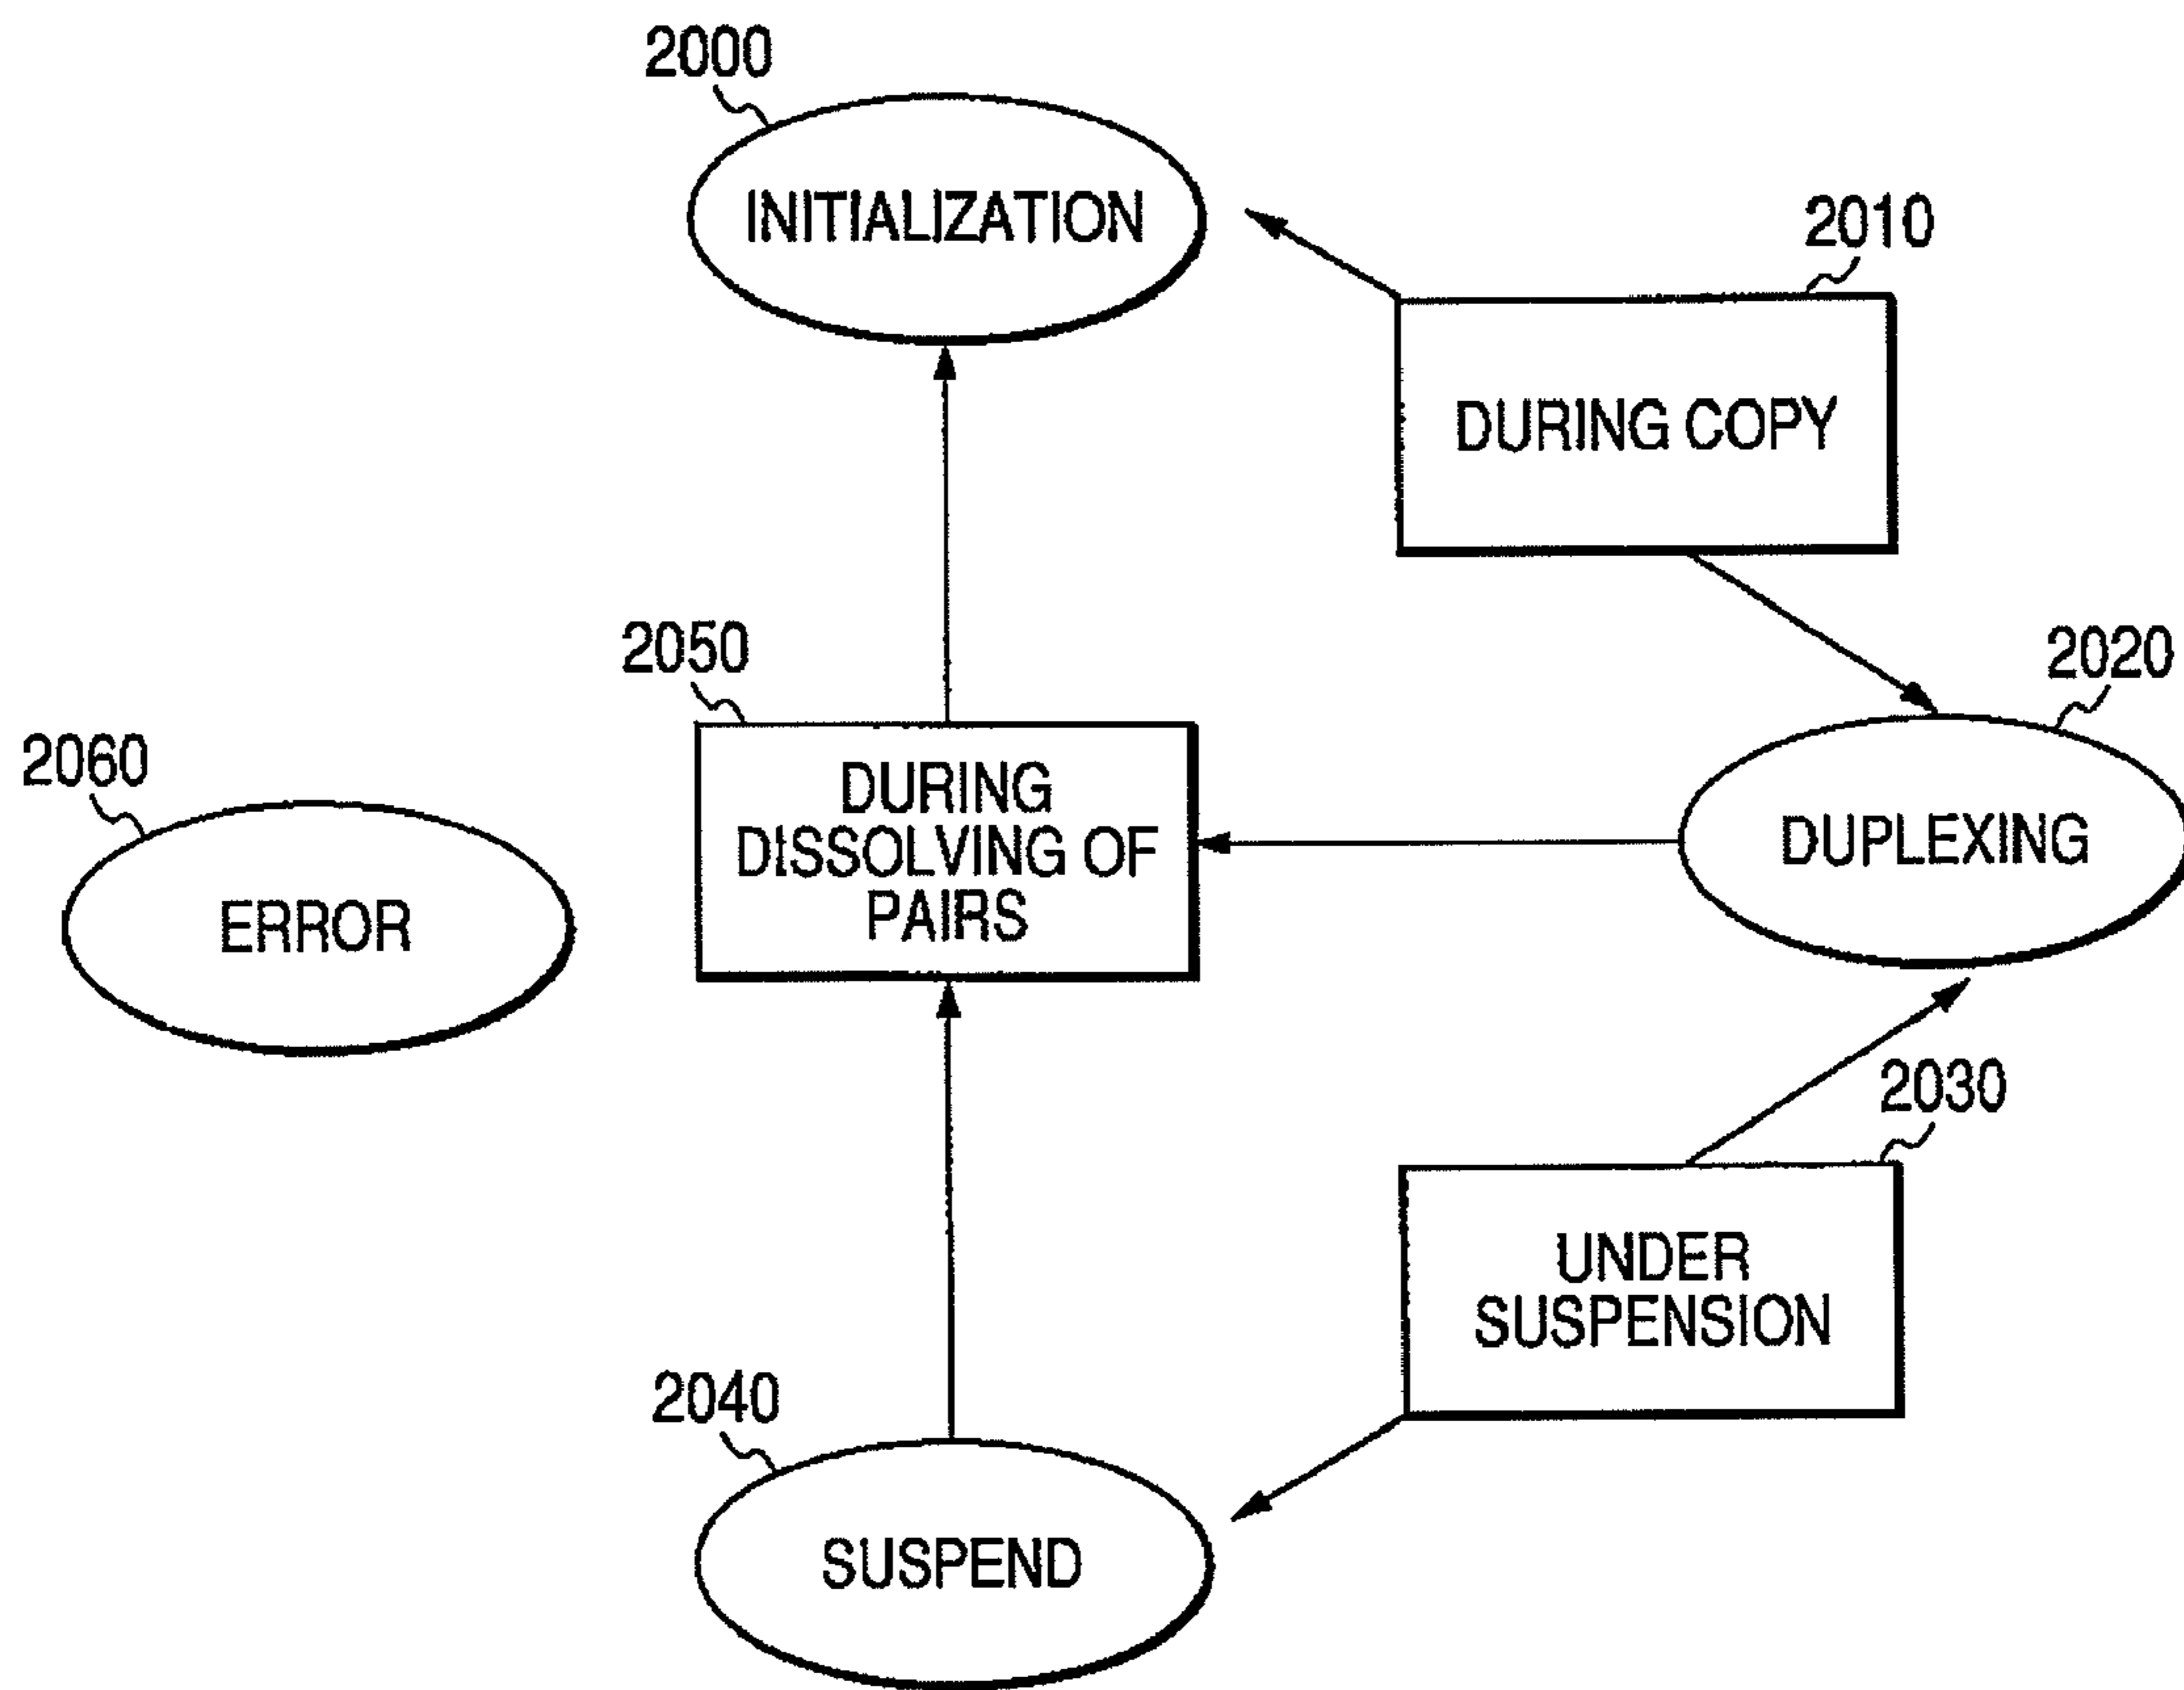 2000
INITIALIZATION
2010
DURING COPY
2050
2020
DURING
DISSOLVING OF
PAIRS
2060
DUPLEXING
ERROR
2030
UNDER
SUSPENSION
2040
SUSPEND